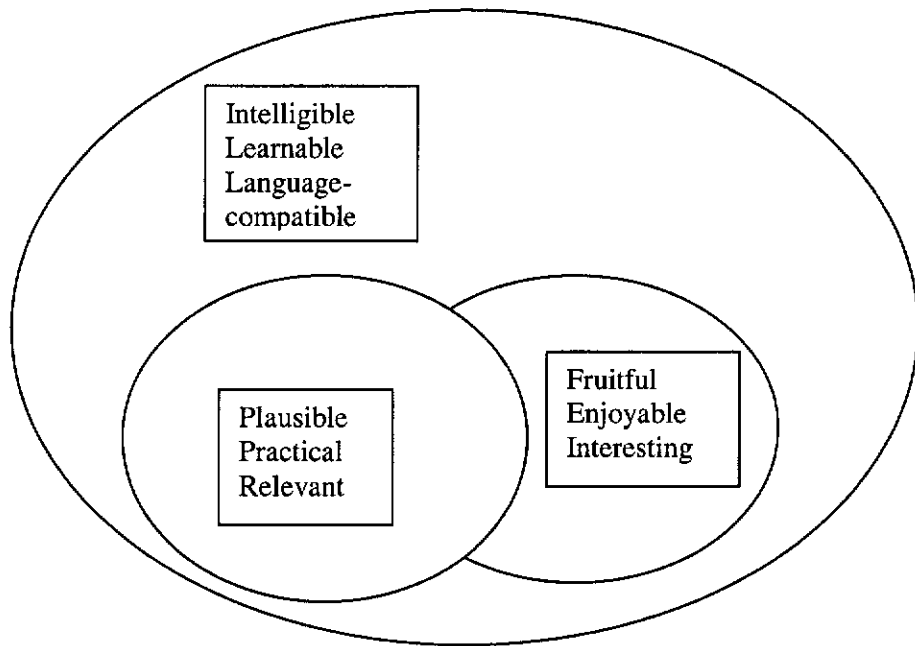 Intelligible
Learnable
Language-
compatible
Plausible
Practical
Relevant
Fruitful
Enjoyable
Interesting